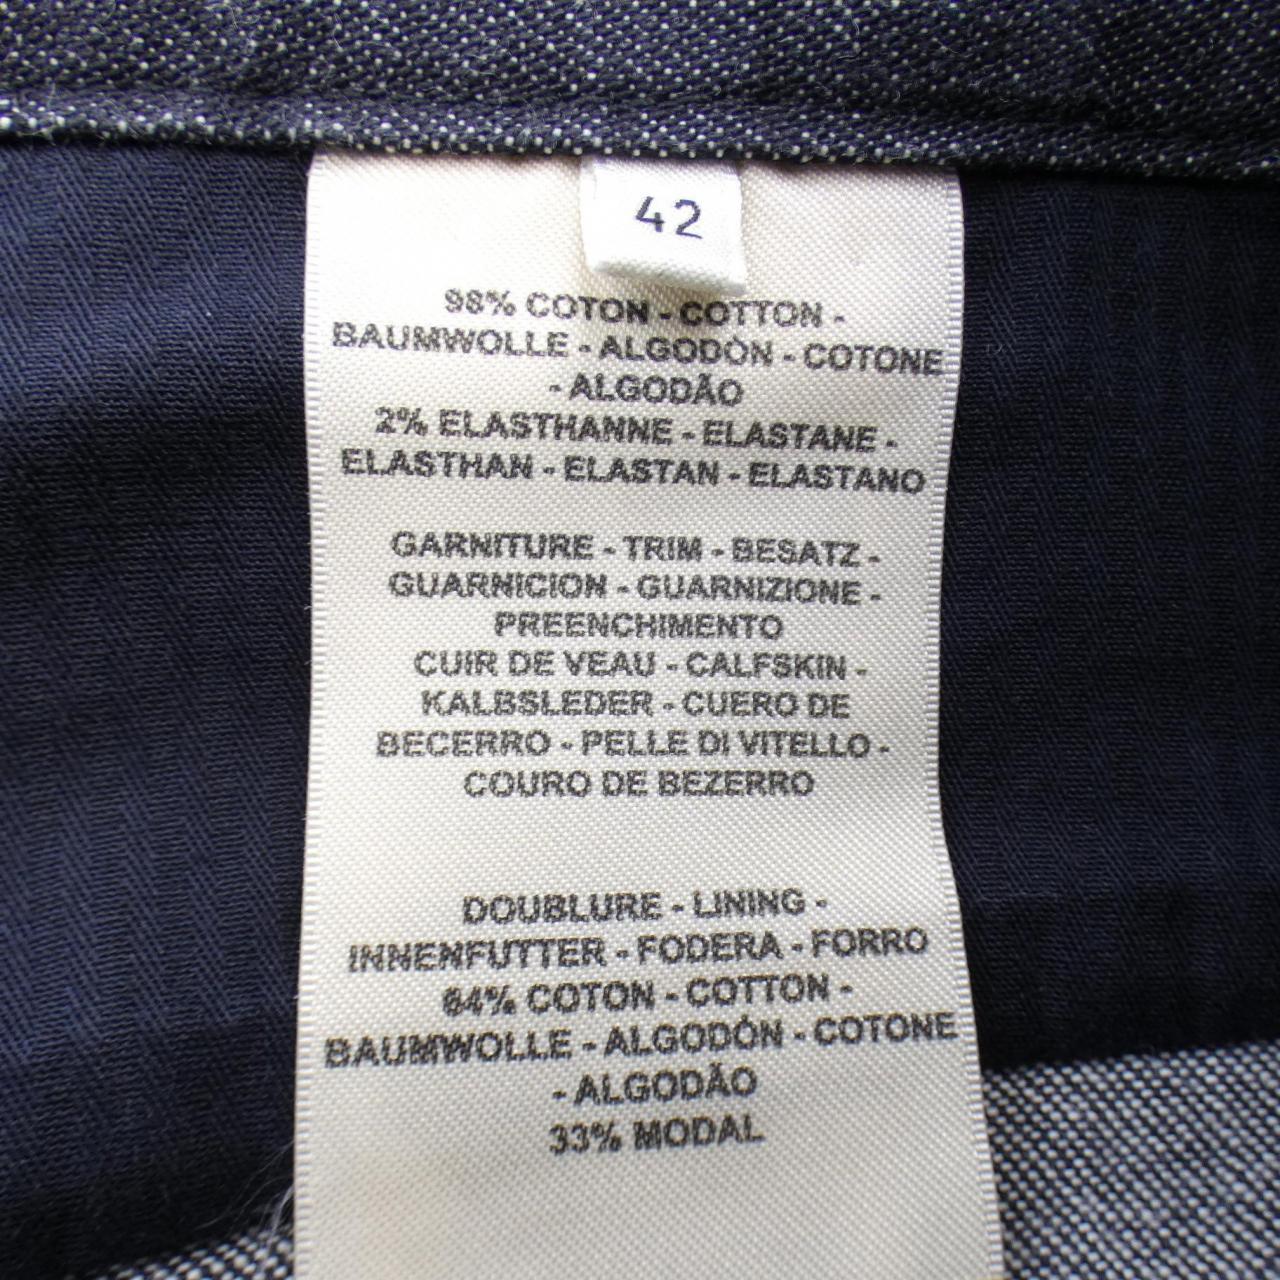 42
98% COTON - COTTON -
BAUMWOLLE - ALGODÒN - COTONE
- ALGODÃO
2% ELASTHANNE - ELASTANE -
ELASTHAN - ELASTAN - ELASTANO
GARNITURE - TRIM - BESATZ -
GUARNICION - GUARNIZIONE -
PREENCHIMENTO
CUIR DE VEAU - CALFSKIN -
KALBSLEDER - CUERO DE
BECERRO - PELLE DI VITELLO -
COURO DE BEZERRO
DOUBLURE - LINING -
INNENFUTTER - FODERA - FORRO
64% COTON - COTTON -
BAUMWOLLE - ALGODÓN - COTONE
- ALGODÃO
33% MODAL